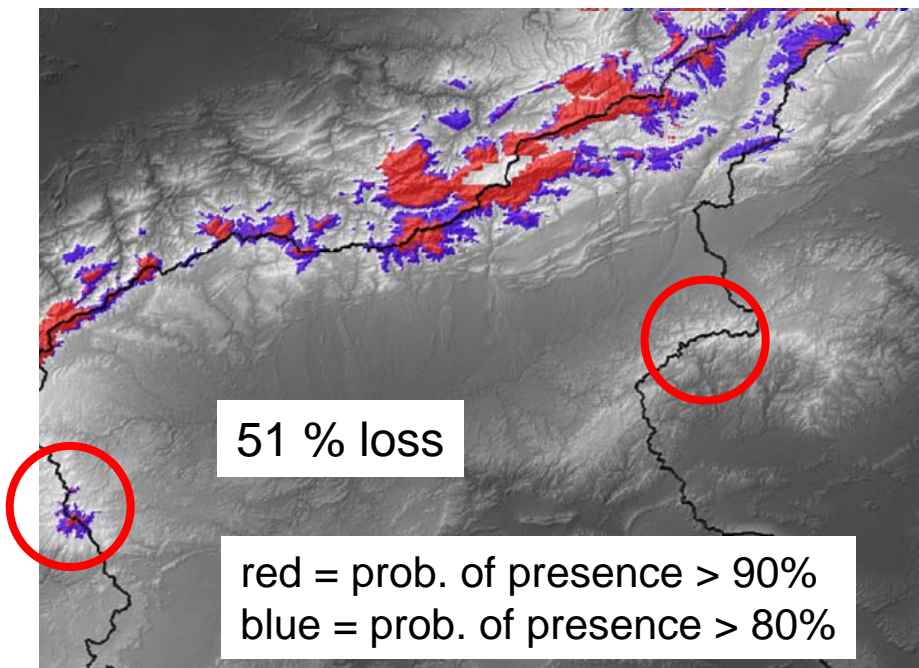 51 % loss
red = prob. of presence > 90%
blue = prob. of presence > 80%